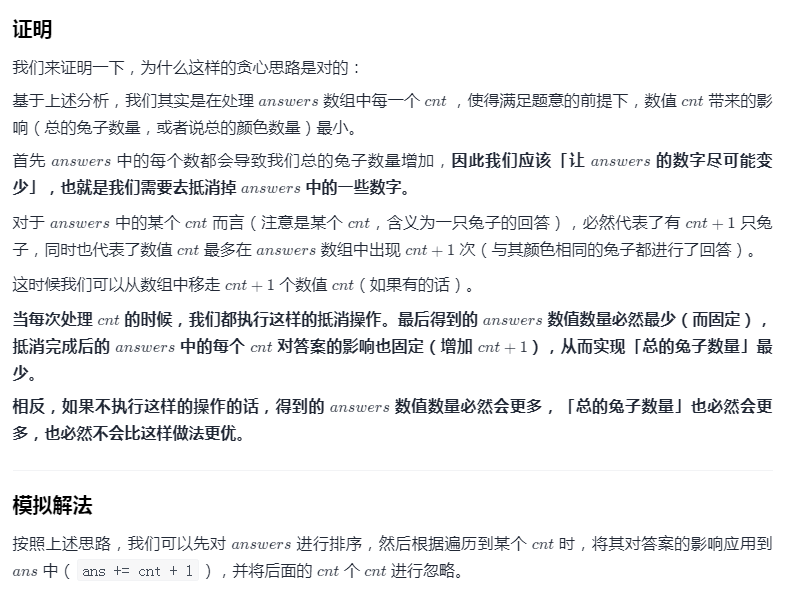 证明
我们来证明一下，为什么这样的贪心思路是对的：
基于上述分析，我们其实是在处理 answers 数组中每一个 cnt ，使得满足题意的前提下，数值 cnt 带来的影
响（总的兔子数量，或者说总的颜色数量）最小。
首先 answers 中的每个数都会导致我们总的兔子数量增加，因此我们应该「让 answers 的数字尽可能变
少」，也就是我们需要去抵消掉 answers 中的一些数字。
对于 answers 中的某个 cnt 而言（注意是某个 cnt，含义为一只兔子的回答），必然代表了有 cnt + 1 只兔
子，同时也代表了数值 cnt 最多在 answers 数组中出现 cnt + 1 次（与其颜色相同的兔子都进行了回答）。
这时候我们可以从数组中移走 cnt + 1 个数值 cnt（如果有的话）。
当每次处理 cnt 的时候，我们都执行这样的抵消操作。最后得到的 answers 数值数量必然最少（而固定），
抵消完成后的 answers 中的每个 cnt 对答案的影响也固定（增加 cnt + 1），从而实现「总的兔子数量」最
少。
相反，如果不执行这样的操作的话，得到的 answers 数值数量必然会更多，「总的兔子数量」也必然会更
多，也必然不会比这样做法更优。
模拟解法
按照上述思路，我们可以先对 answers 进行排序，然后根据遍历到某个 cnt 时，将其对答案的影响应用到
ans 中（ ans += cnt + 1 ），并将后面的 cnt 个 cnt 进行忽略。